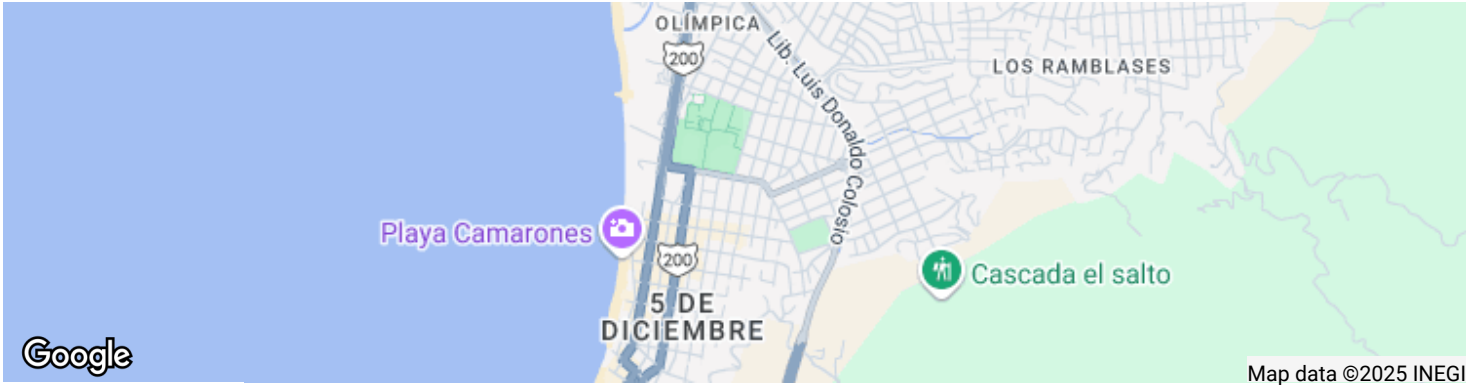 OLÍMPICA
200
Lib. Luis Donaldo Colosio
LOS RAMBLASES
Playa Camarones
200
Cascada el salto
5 DE
DICIEMBRE
Google
Map data ©2025 INEGI